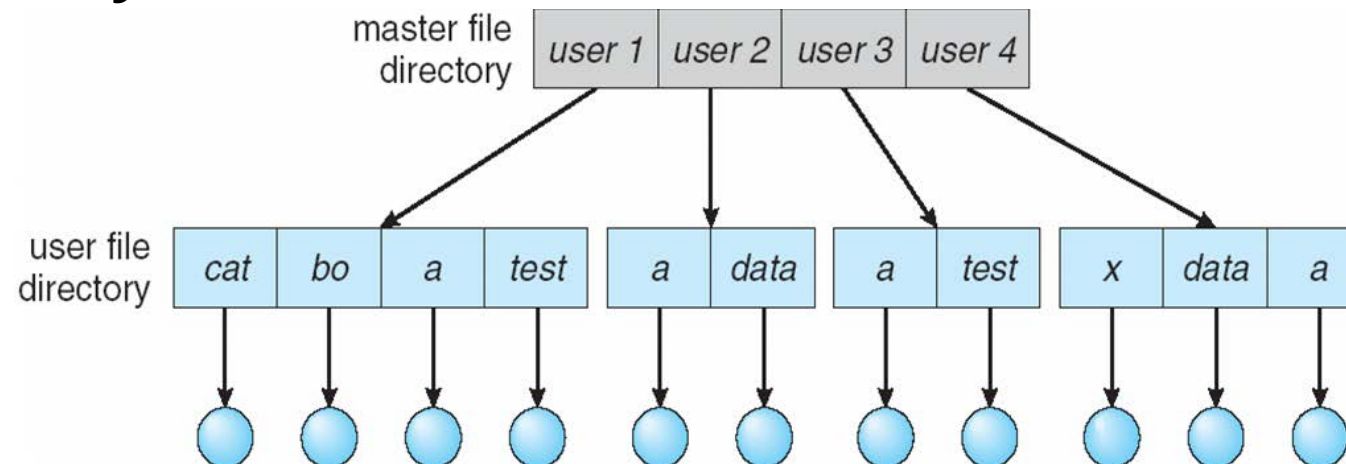 master file
directory
user 1 user 2 user 3 user 4
user file
directory
cat bo a test a data a test x data a